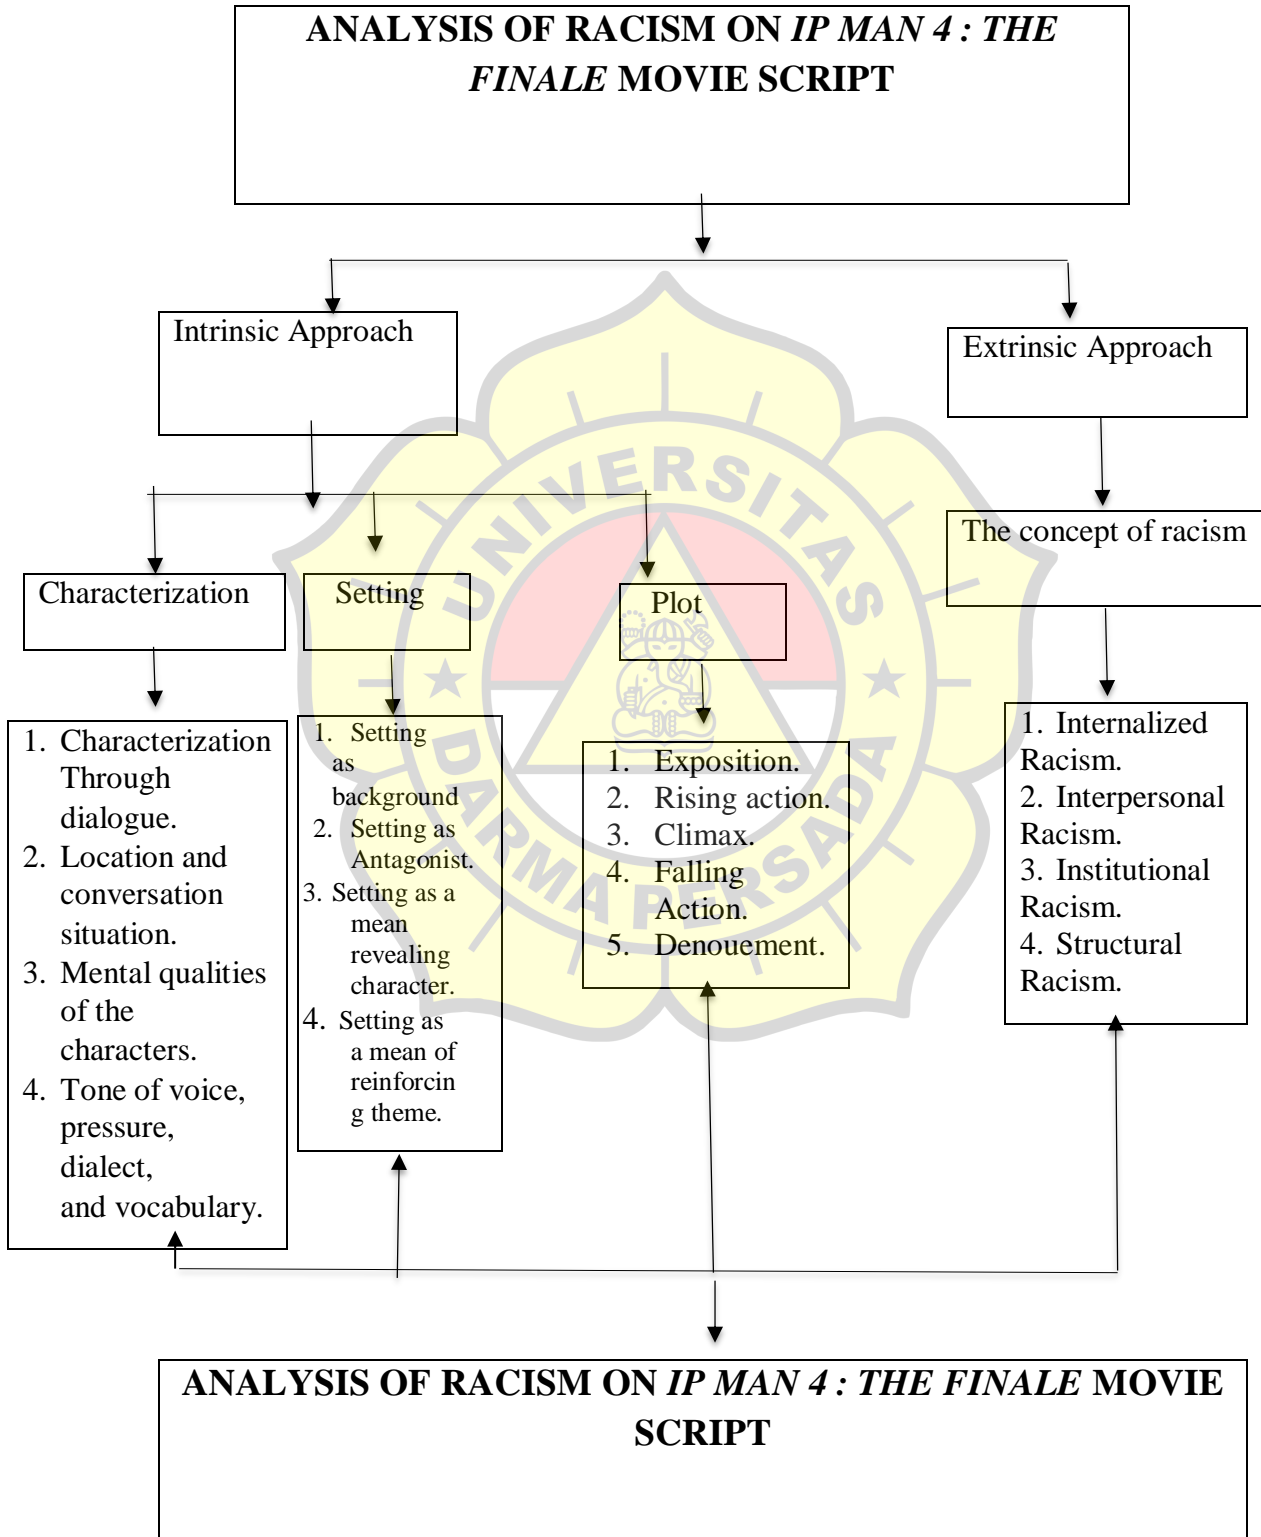 ANALYSIS OF RACISM ON IP MAN 4 : THE
FINALE MOVIE SCRIPT
Intrinsic Approach
Extrinsic Approach
The concept of racism
Characterization
Setting
Plot
1. Characterization
Through
dialogue.
2. Location and
conversation
situation.
3. Mental qualities
of the
characters.
4. Tone of voice,
pressure,
dialect,
and vocabulary.
1. Setting
as
background
2. Setting as
Antagonist.
3. Setting as a
mean
revealing
character.
4. Setting as
a mean of
reinforcin
g theme.
1. Exposition.
2. Rising action.
3. Climax.
4. Falling
Action.
5. Denouement.
1. Internalized
Racism.
2. Interpersonal
Racism.
3. Institutional
Racism.
4. Structural
Racism.
UNIVERSITAS
DARMA PERSADA
ANALYSIS OF RACISM ON IP MAN 4 : THE FINALE MOVIE
SCRIPT